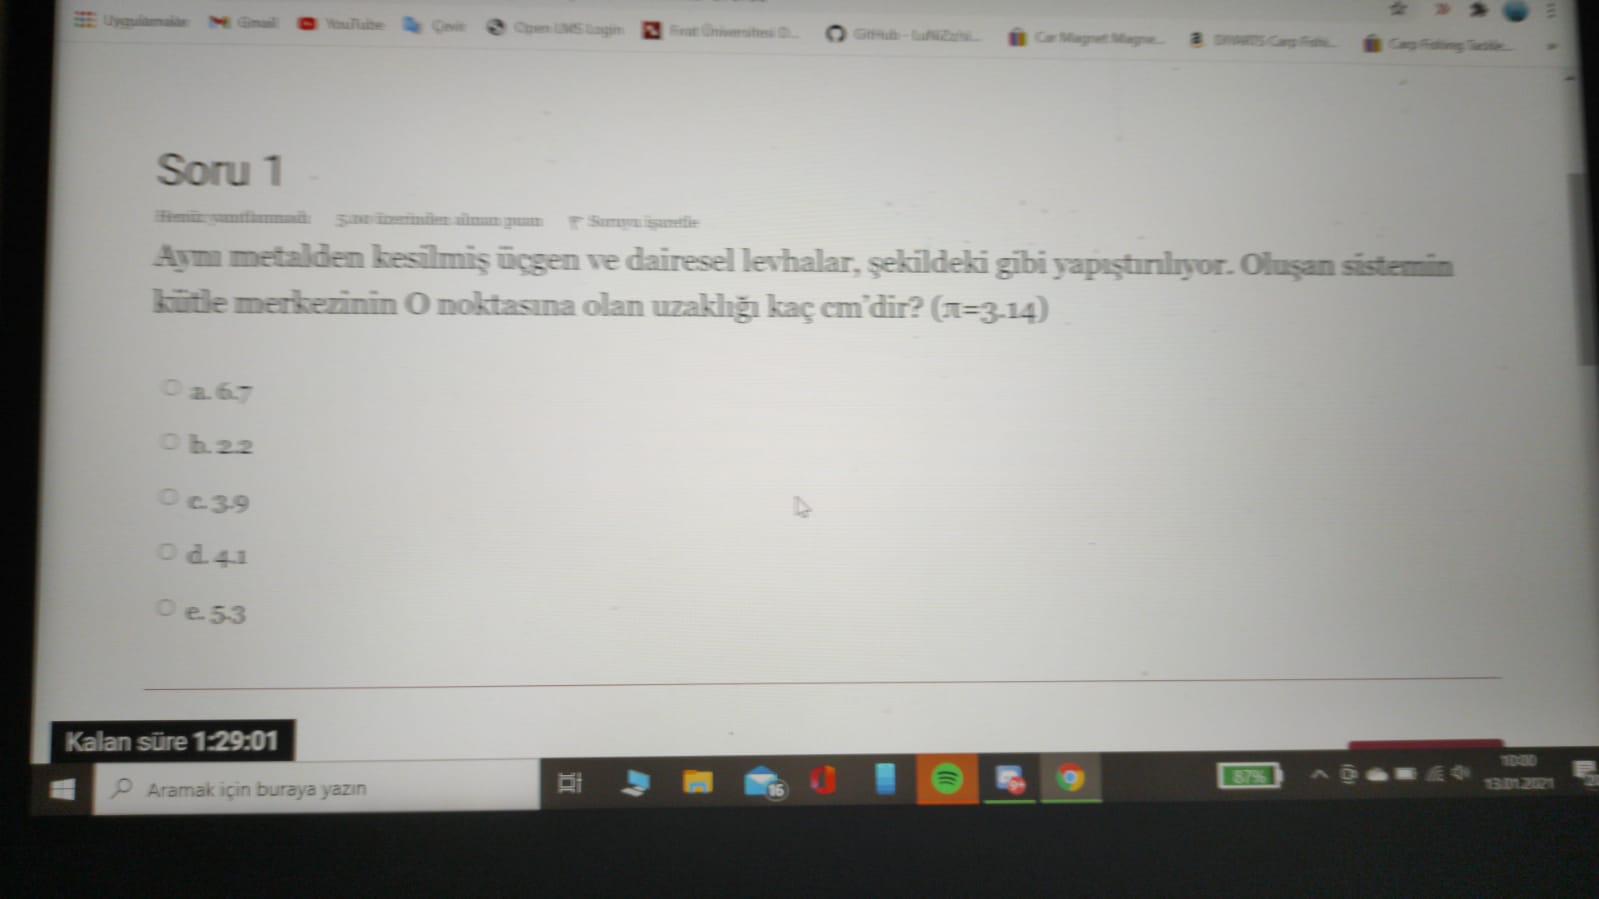 Uygulamalar Gmail YouTube Çevir Open LMS Login Fırat Üniversitesi Car Magnet Magne... Carp Fishing Tackle...
Soru 1
Henüz yanıtlanmadı 5,00 üzerinden alınan puan Soruyu işaretle
Aynı metalden kesilmiş üçgen ve dairesel levhalar, şekildeki gibi yapıştırılıyor. Oluşan sistemin
kütle merkezinin O noktasına olan uzaklığı kaç cm’dir? (π=3.14)
a. 6.7
b. 2.2
c. 3.9
d. 4.1
e. 5.3
Kalan süre 1:29:01
Aramak için buraya yazın 16 9+ 87% 10:00
13.01.2021